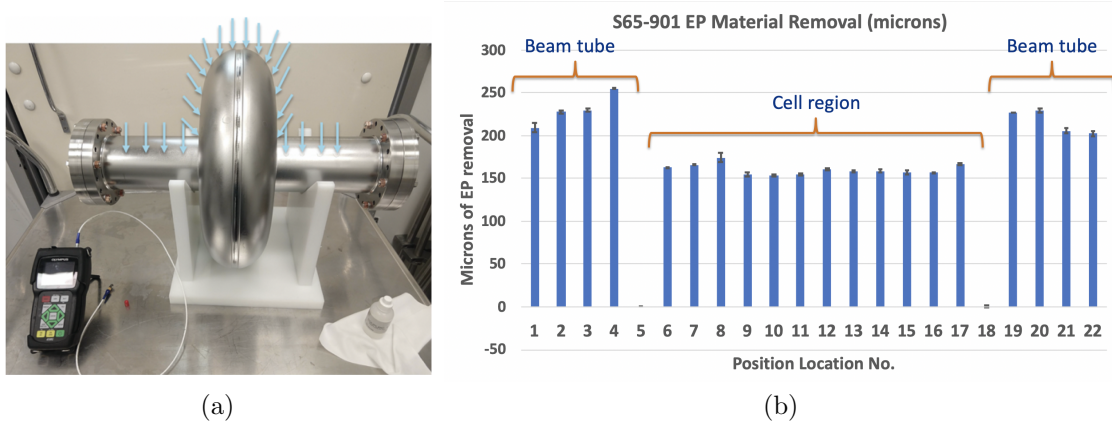 S65-901 EP Material Removal (microns)
Beam tube
Beam tube
Cell region
Microns of EP removal
300
250
200
150
100
50
0
-50
1 2 3 4 5 6 7 8 9 10 11 12 13 14 15 16 17 18 19 20 21 22
Position Location No.
OLYMPUS
(a)
(b)